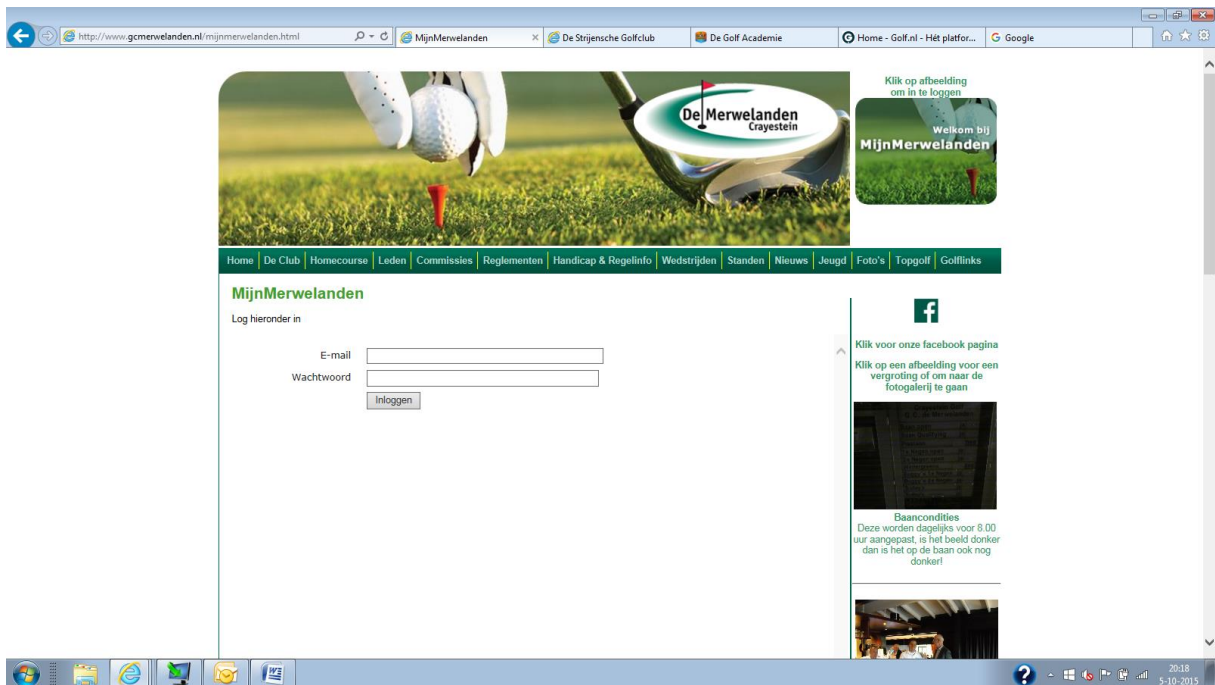 http://www.gcmerwelanden.nl/mijnmerwelanden.html
MijnMerwelanden
De Strijensche Golfclub
De Golf Academie
Home - Golf.nl - Hét platfor...
Google
De Merwelanden
Crayestein
Klik op afbeelding
om in te loggen
Welkom bij
MijnMerwelanden
Home | De Club | Homecourse | Leden | Commissies | Reglementen | Handicap & Regelinfo | Wedstrijden | Standen | Nieuws | Jeugd | Foto's | Topgolf | Golflinks
MijnMerwelanden
Log hieronder in
E-mail
Wachtwoord
Inloggen
Klik voor onze facebook pagina
Klik op een afbeelding voor een
vergroting of om naar de
fotogalerij te gaan
Baancondities
Deze worden dagelijks voor 8.00
uur aangepast, is het beeld donker
dan is het op de baan ook nog
donker!
20:18
5-10-2015